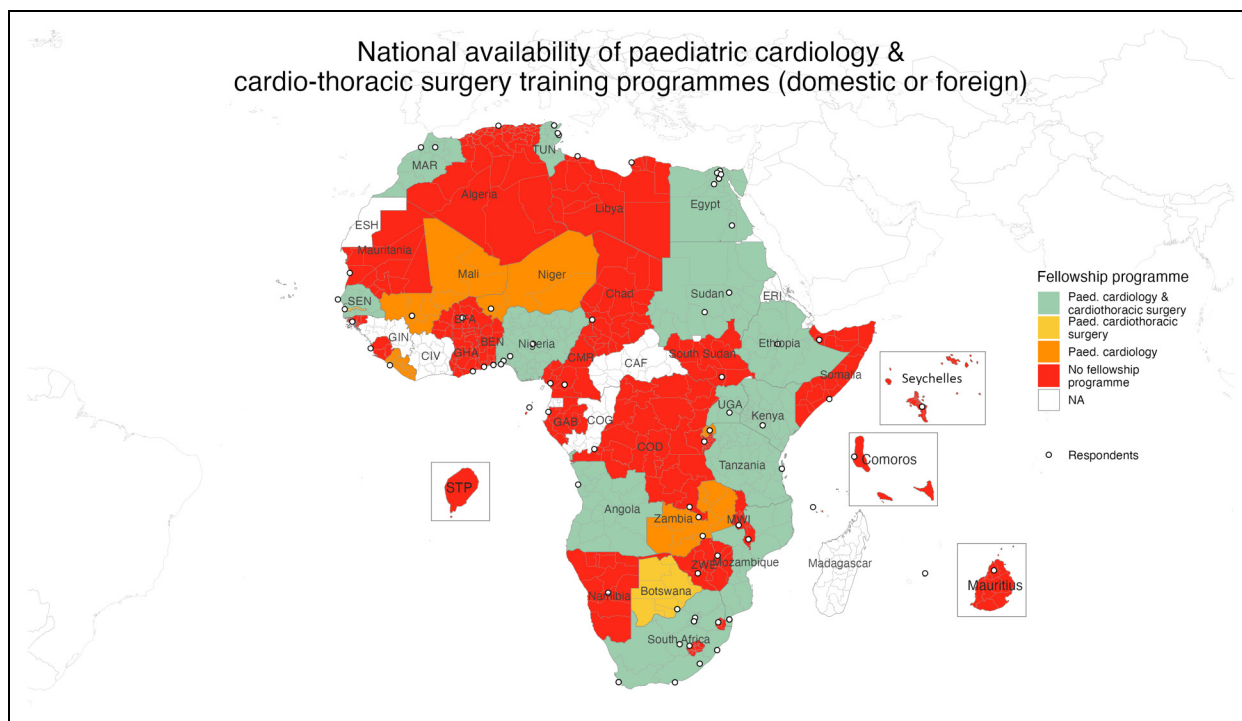 National availability of paediatric cardiology &
cardio-thoracic surgery training programmes (domestic or foreign)
TUN
MAR
Algeria
Libya
Egypt
ESH
Mauritania
Mali
Niger
Chad
Sudan
ERI
SEN
BFA
GIN
BEN
Nigeria
CIV
GHA
CMR
CAF
South Sudan
Ethiopia
Somalia
UGA
Kenya
GAB
COG
COD
Tanzania
Angola
Zambia
MWI
ZWE
Mozambique
Madagascar
Namibia
Botswana
South Africa
STP
Seychelles
Comoros
Mauritius
Fellowship programme
Paed. cardiology &
cardiothoracic surgery
Paed. cardiothoracic
surgery
Paed. cardiology
No fellowship
programme
NA
Respondents